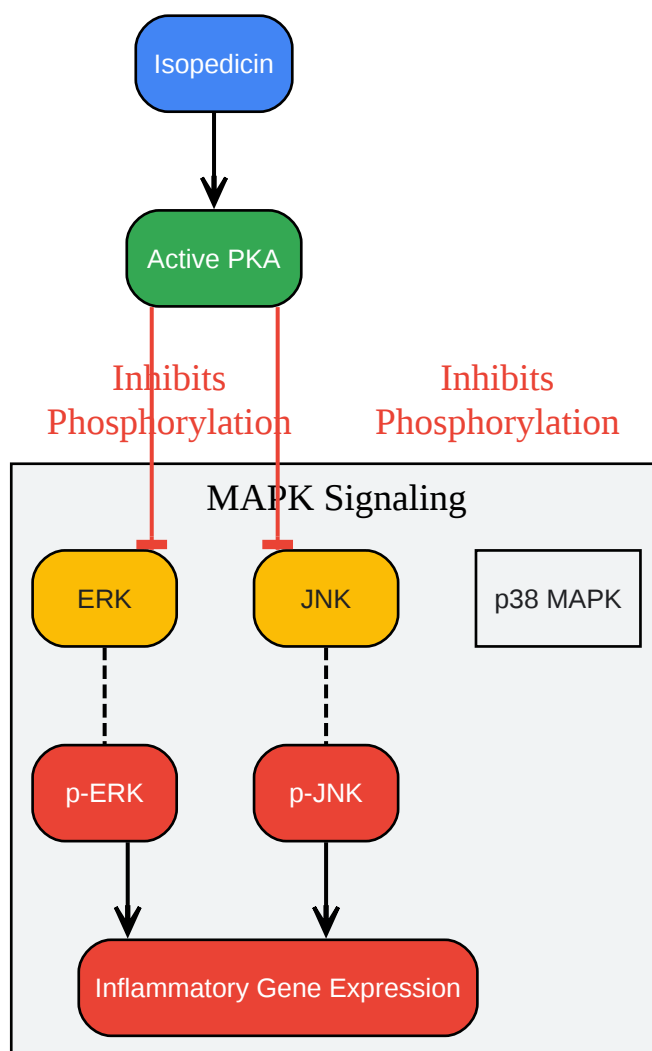 Isopedicin
Active PKA
Inhibits
Phosphorylation
Inhibits
Phosphorylation
MAPK Signaling
ERK
JNK
p38 MAPK
p-ERK
p-JNK
Inflammatory Gene Expression